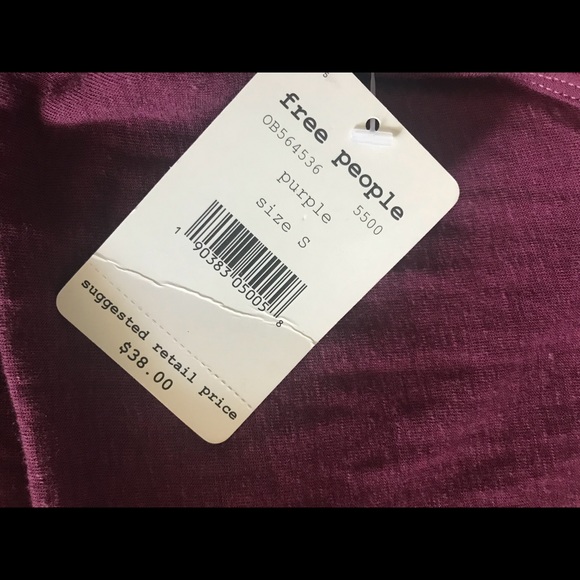 free people
OB564536 5500
purple
size S
1 90383 05005 8
suggested retail price
$38.00